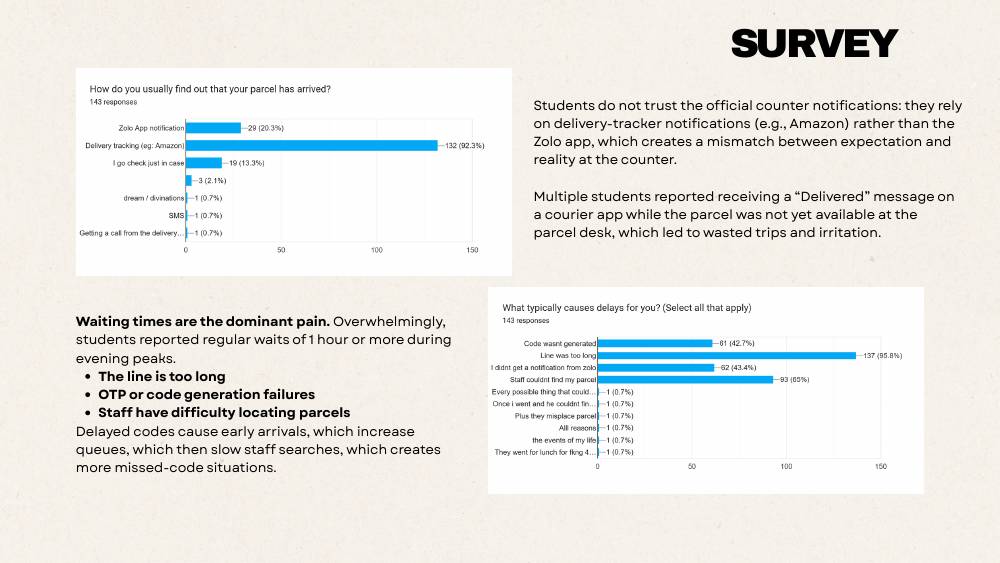 SURVEY
How do you usually find out that your parcel has arrived?
143 responses
Zolo App notification
29 (20.3%)
Delivery tracking (eg: Amazon)
132 (92.3%)
I go check just in case
19 (13.3%)
3 (2.1%)
dream / divinations
1 (0.7%)
SMS
1 (0.7%)
Getting a call from the delivery…
1 (0.7%)
0 50 100 150
Students do not trust the official counter notifications: they rely
on delivery-tracker notifications (e.g., Amazon) rather than the
Zolo app, which creates a mismatch between expectation and
reality at the counter.
Multiple students reported receiving a “Delivered” message on
a courier app while the parcel was not yet available at the
parcel desk, which led to wasted trips and irritation.
Waiting times are the dominant pain. Overwhelmingly,
students reported regular waits of 1 hour or more during
evening peaks.
• The line is too long
• OTP or code generation failures
• Staff have difficulty locating parcels
Delayed codes cause early arrivals, which increase
queues, which then slow staff searches, which creates
more missed-code situations.
What typically causes delays for you? (Select all that apply)
143 responses
Code wasnt generated
61 (42.7%)
Line was too long
137 (95.8%)
I didnt get a notification from zolo
62 (43.4%)
Staff couldnt find my parcel
93 (65%)
Every possible thing that could…
1 (0.7%)
Once i went and he couldnt fin…
1 (0.7%)
Plus they misplace parcel
1 (0.7%)
Alll reasons
1 (0.7%)
the events of my life
1 (0.7%)
They went for lunch for fkng 4…
1 (0.7%)
0 50 100 150